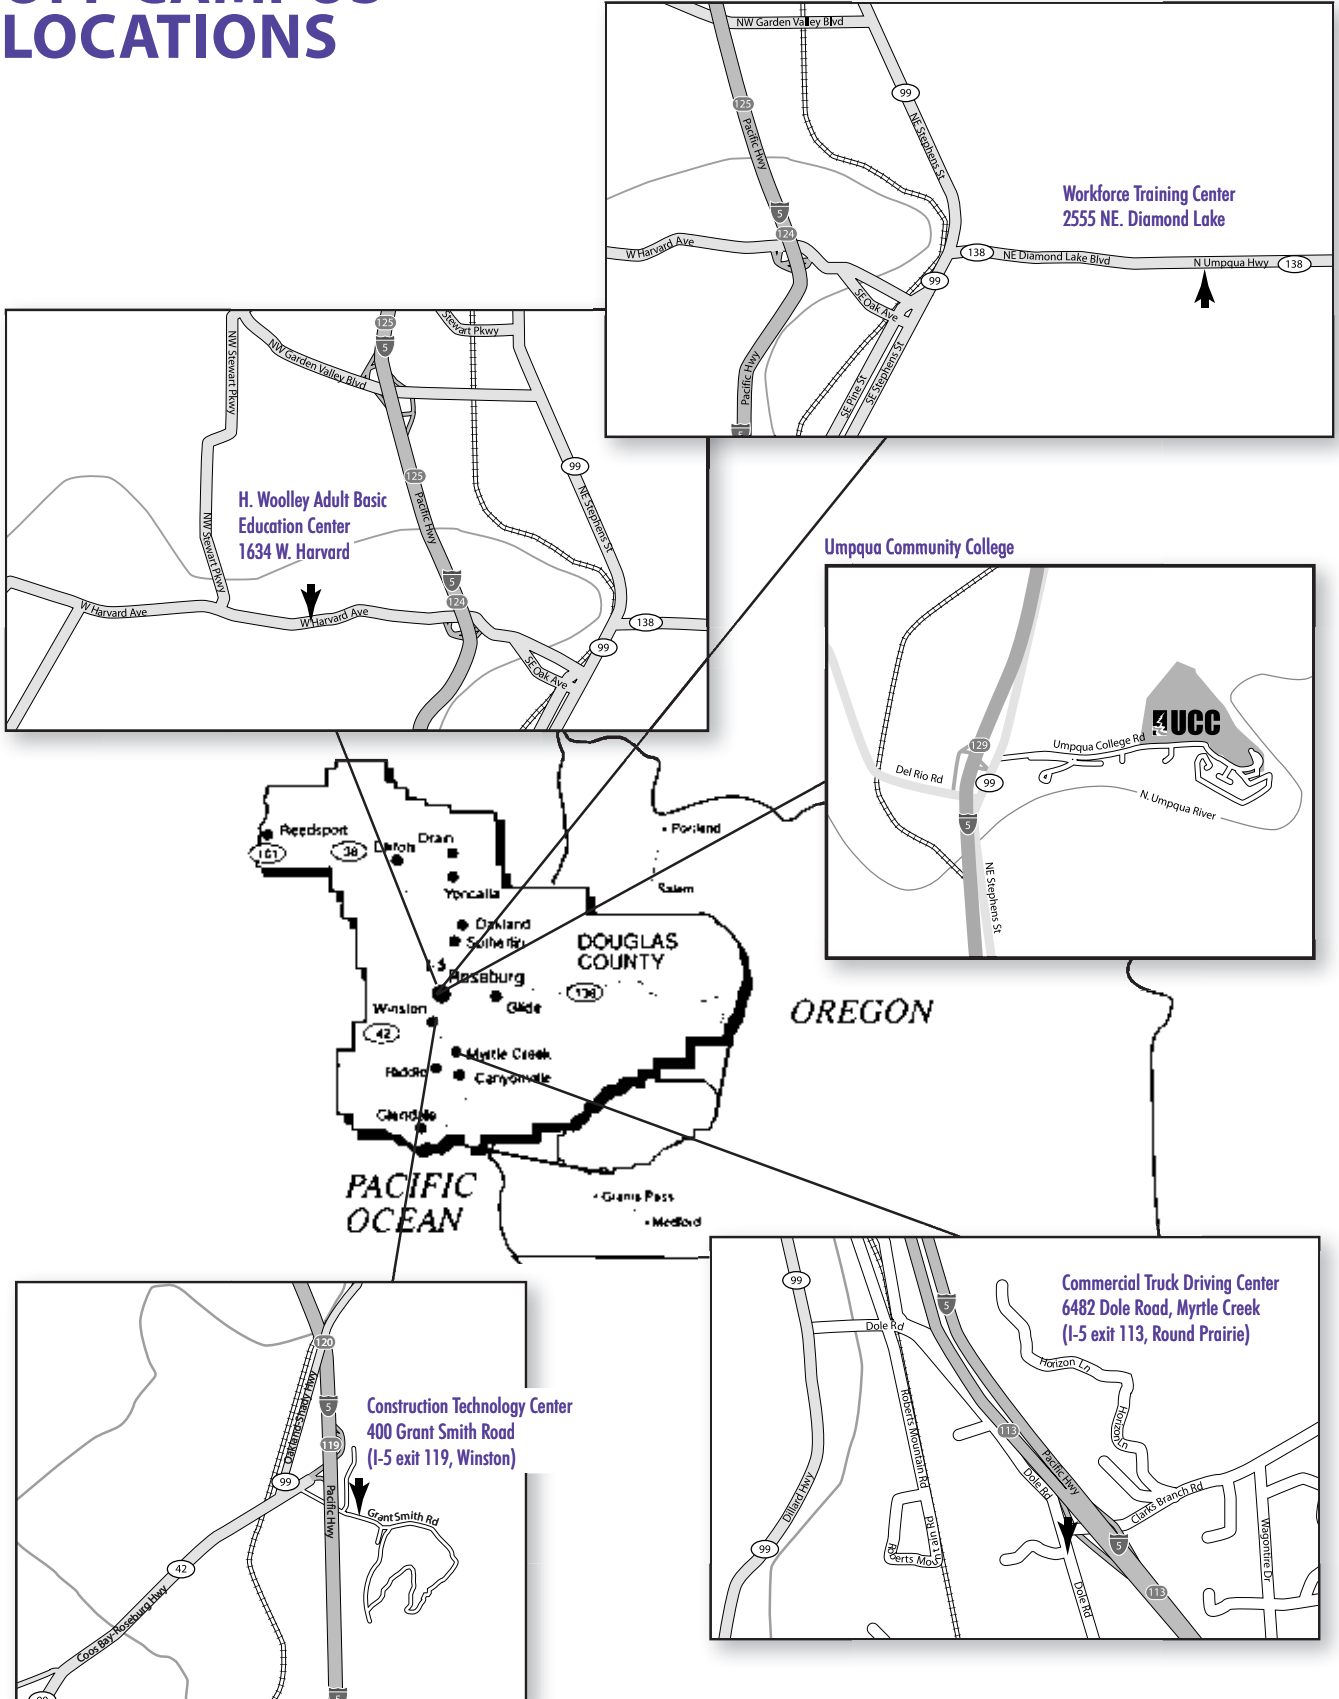 LOCATIONS
NW Garden Valley Blvd
99
125
Pacific Hwy
NE Stephens St
Workforce Training Center
2555 NE. Diamond Lake
5
124
W Harvard Ave
138
NE Diamond Lake Blvd
N Umpqua Hwy
138
99
SE Oak Ave
Pacific Hwy
SE Pine St
SE Stephens St
125
5
Stewart Pkwy
NW Stewart Pkwy
NW Garden Valley Blvd
99
125
Pacific Hwy
NE Stephens St
H. Woolley Adult Basic
Education Center
1634 W. Harvard
NW Stewart Pkwy
5
124
W Harvard Ave
W Harvard Ave
138
99
SE Oak Ave
Umpqua Community College
UCC
Umpqua College Rd
129
Del Rio Rd
99
N. Umpqua River
5
NE Stephens St
Reedsport
101
38
Drain
Yoncalla
Portland
Salem
Oakland
DOUGLAS
COUNTY
I-5
Roseburg
138
Glide
Winston
42
Myrtle Creek
Riddle
Canyonville
Glendale
OREGON
PACIFIC
OCEAN
Grants Pass
Medford
120
Oakland-Shady Hwy
5
Construction Technology Center
400 Grant Smith Road
(I-5 exit 119, Winston)
119
99
Pacific Hwy
Grant Smith Rd
42
Coos Bay-Roseburg Hwy
99
5
Commercial Truck Driving Center
6482 Dole Road, Myrtle Creek
(I-5 exit 113, Round Prairie)
Dole Rd
Horizon Ln
Horizon Ln
Roberts Mountain Rd
113
Pacific Hwy
Dole Rd
Dillard Hwy
Clarks Branch Rd
99
5
Wagontire Dr
113
Dole Rd